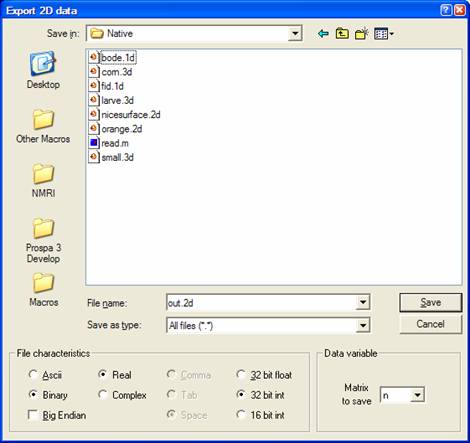 Export 2D data
Save in: Native
bode.1d
corn.3d
fid.1d
larve.3d
nicesurface.2d
orange.2d
read.m
small.3d
Desktop
Other Macros
NMRI
Prospa 3
Develop
Macros
File name: out.2d Save
Save as type: All files (*.*) Cancel
File characteristics Data variable
Ascii Real Comma 32 bit float
Binary Complex Tab 32 bit int
Big Endian Space 16 bit int
Matrix
to save n